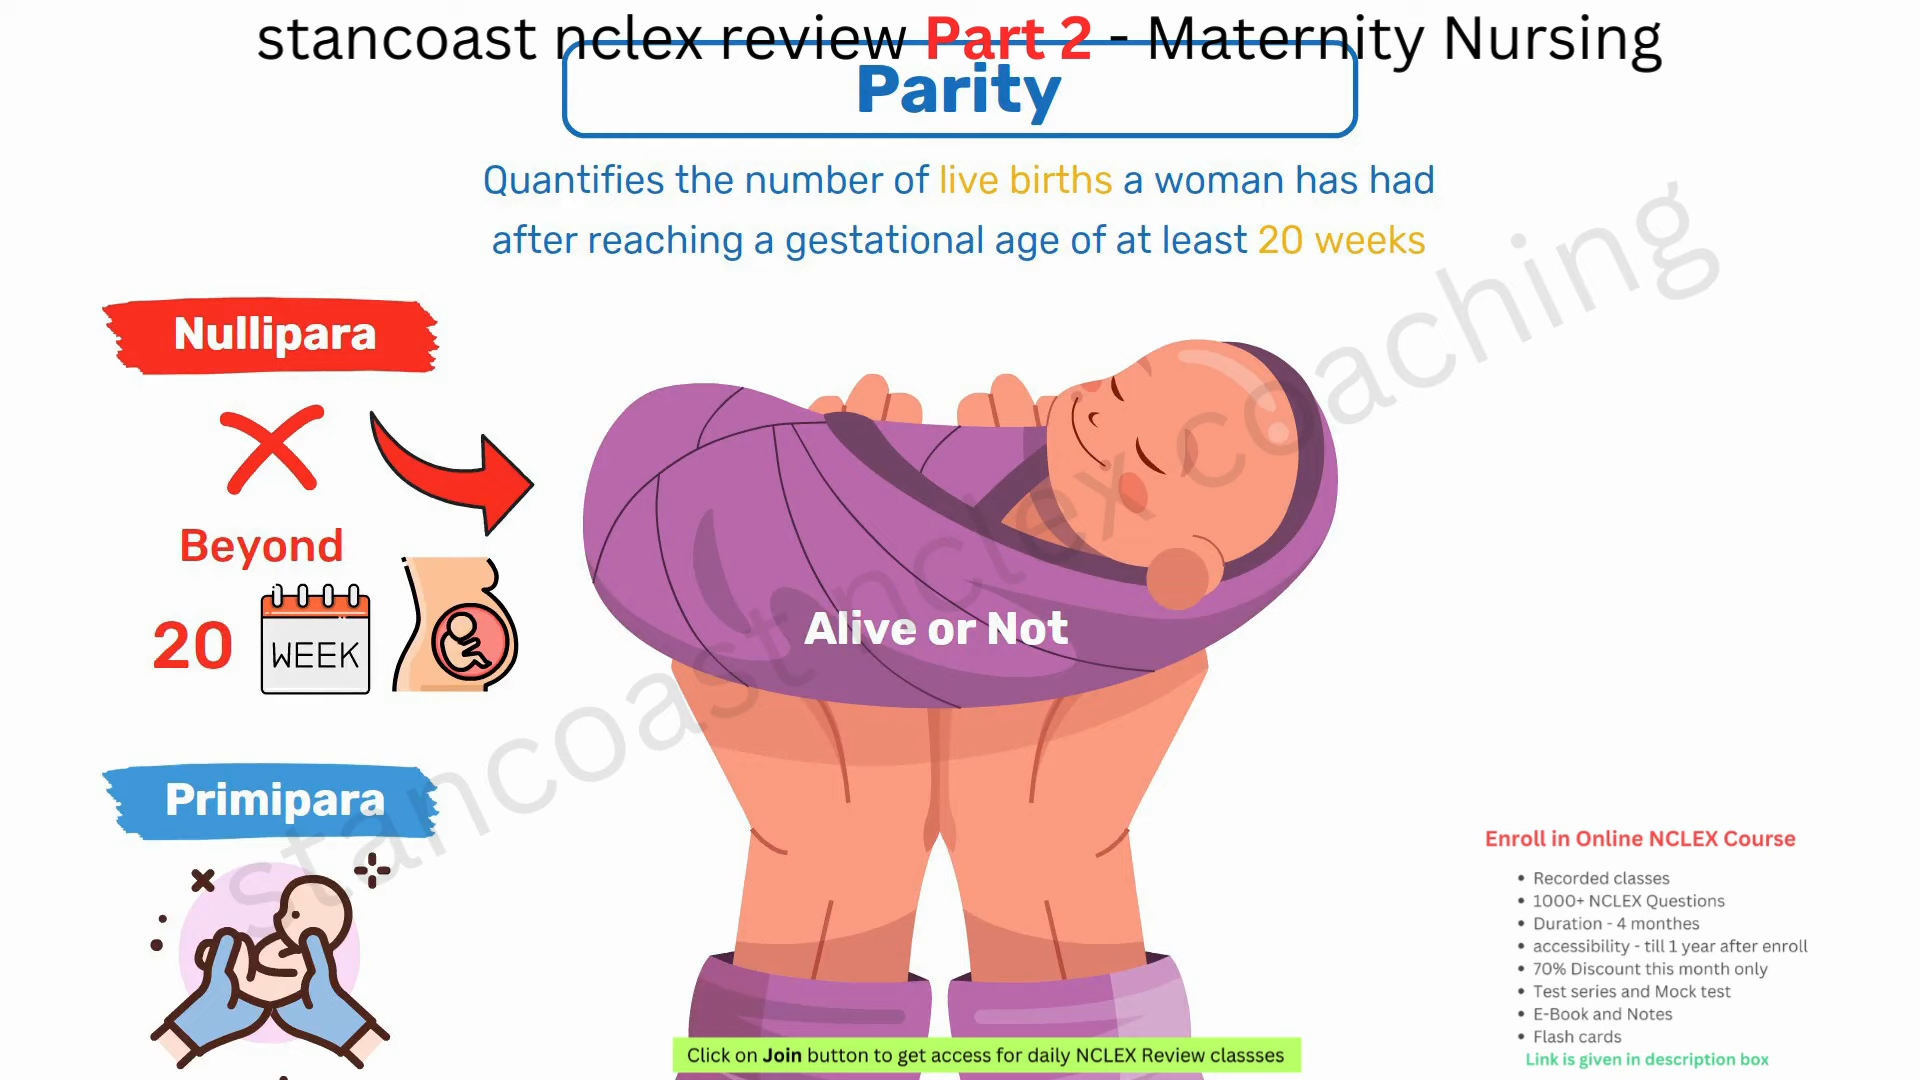 stancoast nclex review Part 2 - Maternity Nursing
Parity
Quantifies the number of live births a woman has had
after reaching a gestational age of at least 20 weeks
Nullipara
Beyond
20
WEEK
Alive or Not
Primipara
stancoast nclex coaching
Enroll in Online NCLEX Course
• Recorded classes
• 1000+ NCLEX Questions
• Duration - 4 monthes
• accessibility - till 1 year after enroll
• 70% Discount this month only
• Test series and Mock test
• E-Book and Notes
• Flash cards
Link is given in description box
Click on Join button to get access for daily NCLEX Review classses